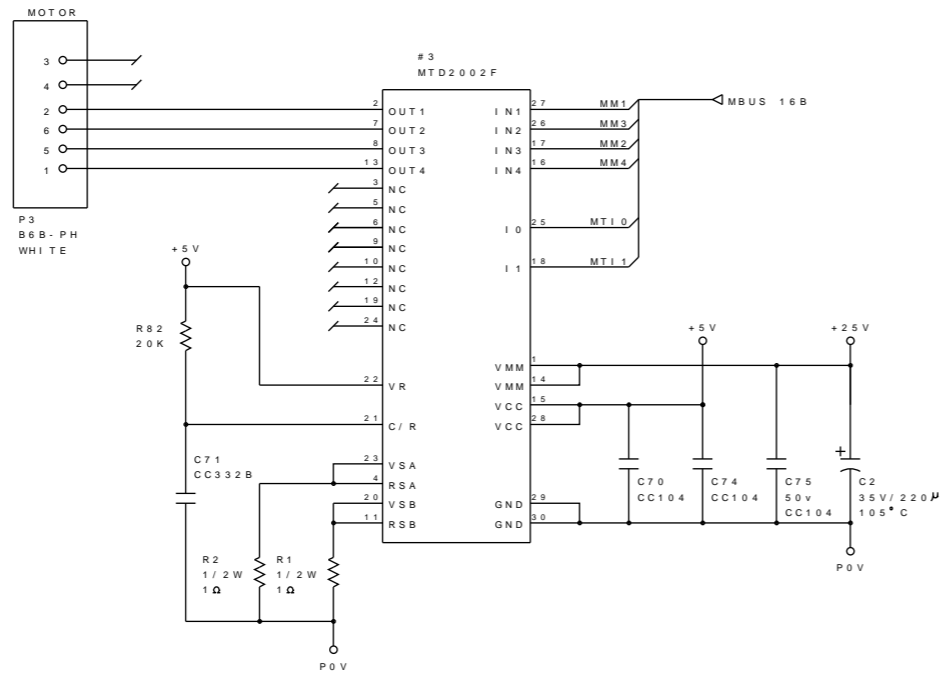 MOTOR
3
4
2
6
5
1
P3
B6B-PH
WHITE
#3
MTD2002F
2 OUT1
7 OUT2
8 OUT3
13 OUT4
3 NC
5 NC
6 NC
9 NC
10 NC
12 NC
19 NC
24 NC
22 VR
21 C/R
23 VSA
4 RSA
20 VSB
11 RSB
IN1 27 MM1
IN2 26 MM3
IN3 17 MM2
IN4 16 MM4
I0 25 MTI0
I1 18 MTI1
MBUS 16B
VMM 1
VMM 14
VCC 15
VCC 28
GND 29
GND 30
+5V
R82
20K
C71
CC332B
R2
1/2W
1Ω
R1
1/2W
1Ω
P0V
+5V
+25V
C70
CC104
C74
CC104
C75
50v
CC104
+
C2
35V/220μ
105°C
P0V